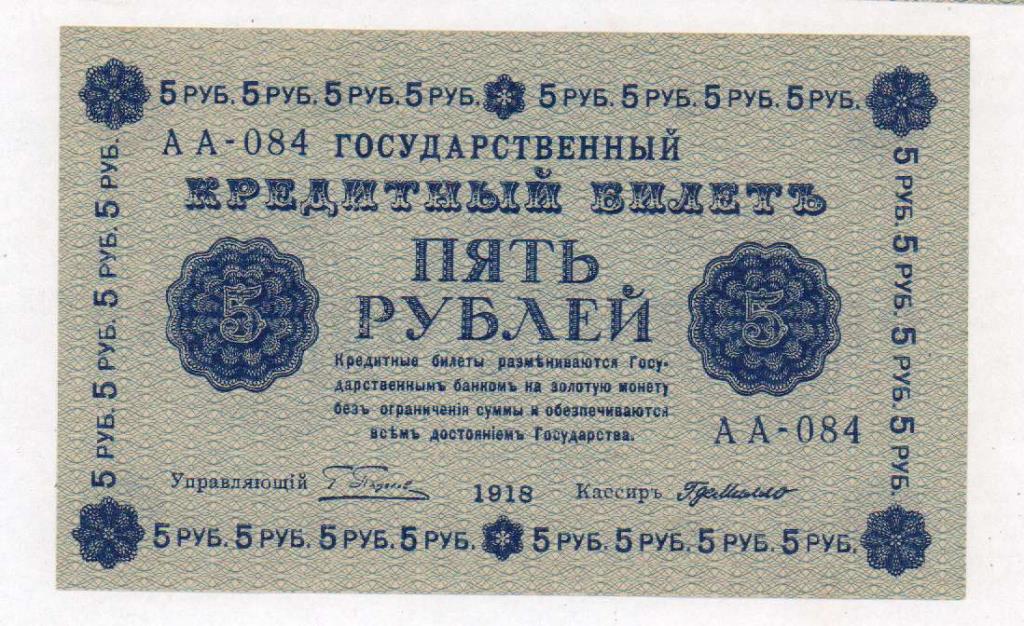 5 РУБ. 5 РУБ. 5 РУБ. 5 РУБ. 5 РУБ. 5 РУБ. 5 РУБ. 5 РУБ.
АА-084 ГОСУДАРСТВЕННЫЙ
КРЕДИТНЫЙ БИЛЕТЪ
5 РУБ. 5 РУБ. 5 РУБ. 5 РУБ.
ПЯТЬ
РУБЛЕЙ
5
5
5 РУБ. 5 РУБ. 5 РУБ. 5 РУБ.
Кредитные билеты размѣниваются Госу-
дарственнымъ банкомъ на золотую монету
безъ ограниченія суммы и обезпечиваются
всѣмъ достояніемъ Государства.
АА-084
Управляющій 1918 Кассиръ Г. де Милло
5 РУБ. 5 РУБ. 5 РУБ. 5 РУБ. 5 РУБ. 5 РУБ. 5 РУБ. 5 РУБ.